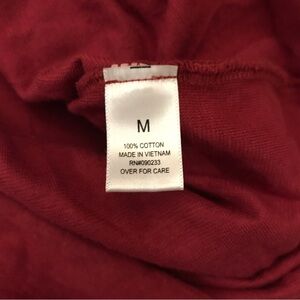 M
100% COTTON
MADE IN VIETNAM
RN#090233
OVER FOR CARE